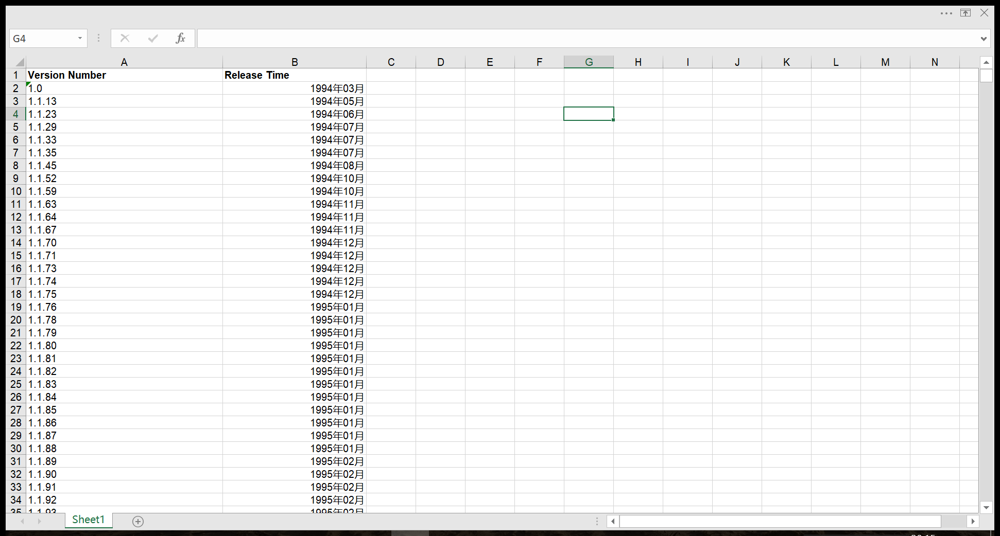 G4
fx
A B C D E F G H I J K L M N
1 Version Number Release Time
2 1.0 1994年03月
3 1.1.13 1994年05月
4 1.1.23 1994年06月
5 1.1.29 1994年07月
6 1.1.33 1994年07月
7 1.1.35 1994年07月
8 1.1.45 1994年08月
9 1.1.52 1994年10月
10 1.1.59 1994年10月
11 1.1.63 1994年11月
12 1.1.64 1994年11月
13 1.1.67 1994年11月
14 1.1.70 1994年12月
15 1.1.71 1994年12月
16 1.1.73 1994年12月
17 1.1.74 1994年12月
18 1.1.75 1994年12月
19 1.1.76 1995年01月
20 1.1.78 1995年01月
21 1.1.79 1995年01月
22 1.1.80 1995年01月
23 1.1.81 1995年01月
24 1.1.82 1995年01月
25 1.1.83 1995年01月
26 1.1.84 1995年01月
27 1.1.85 1995年01月
28 1.1.86 1995年01月
29 1.1.87 1995年01月
30 1.1.88 1995年01月
31 1.1.89 1995年02月
32 1.1.90 1995年02月
33 1.1.91 1995年02月
34 1.1.92 1995年02月
35 1.1.93 1995年02月
Sheet1